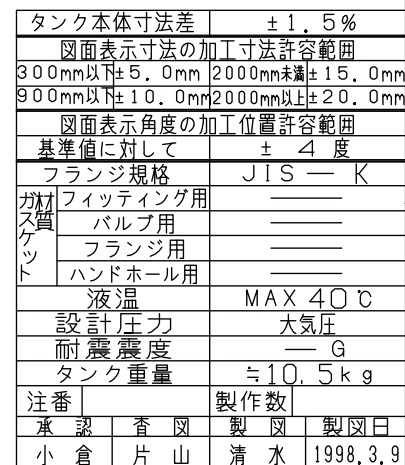 タンク本体寸法差 ±1.5%
図面表示寸法の加工寸法許容範囲
300mm以下 ±5.0mm 2000mm未満 ±15.0mm
900mm以下 ±10.0mm 2000mm以上 ±20.0mm
図面表示角度の加工位置許容範囲
基準値に対して ± 4 度
フランジ規格 JIS — K
ガスケット材質 フィッティング用 ——
バルブ用 ——
フランジ用 ——
ハンドホール用 ——
液温 MAX 40℃
設計圧力 大気圧
耐震震度 — G
タンク重量 ≒10.5kg
注番 製作数
承認 査図 製図 製図日
小倉 片山 清水 1998.3.9